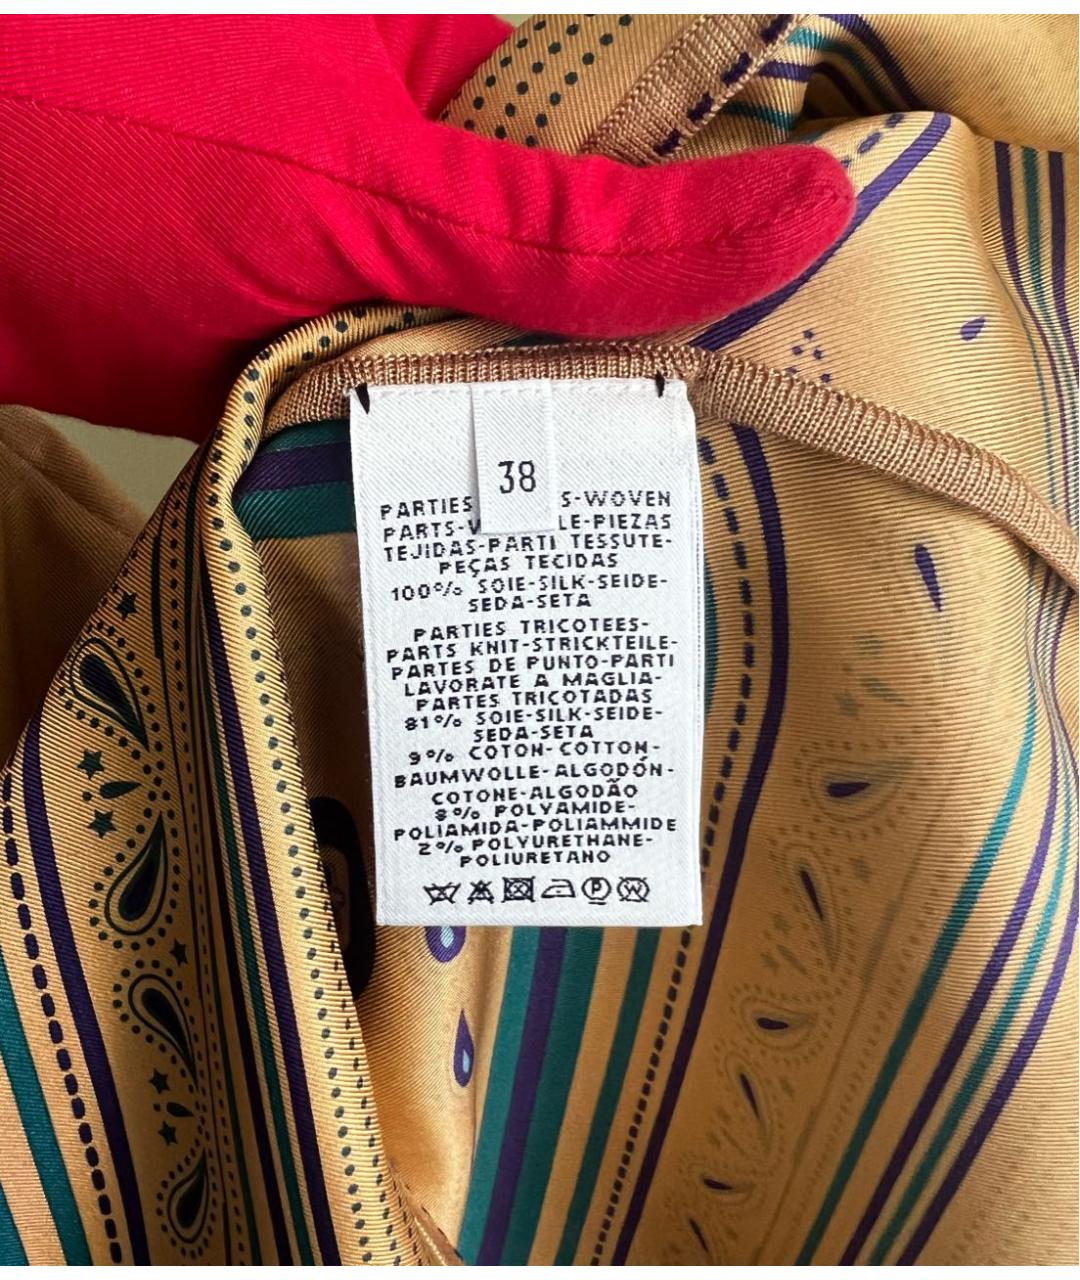 38
PARTIES S-WOVEN
PARTS-W LE-PIEZAS
TEJIDAS-PARTI TESSUTE-
PEÇAS TECIDAS
100% SOIE-SILK-SEIDE-
SEDA-SETA
PARTIES TRICOTEES-
PARTS KNIT-STRICKTEILE-
PARTES DE PUNTO-PARTI
LAVORATE A MAGLIA-
PARTES TRICOTADAS
81% SOIE-SILK-SEIDE-
SEDA-SETA
9% COTON-COTTON-
BAUMWOLLE-ALGODÓN-
COTONE-ALGODÃO
8% POLYAMIDE-
POLIAMIDA-POLIAMMIDE
2% POLYURETHANE-
POLIURETANO
P W